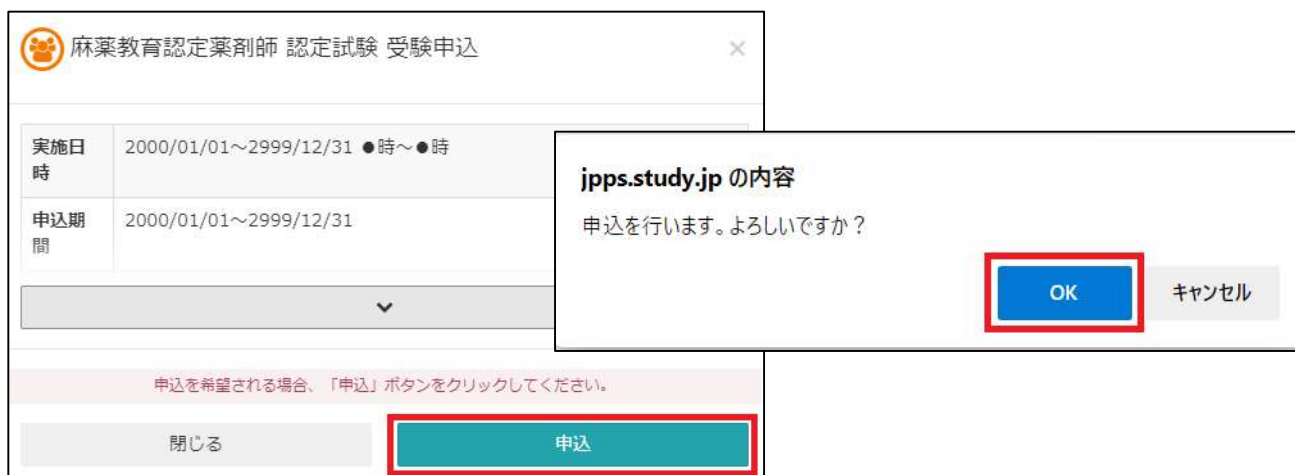 麻薬教育認定薬剤師 認定試験 受験申込
×
実施日
時
2000/01/01～2999/12/31 ●時～●時
申込期
間
2000/01/01～2999/12/31
申込を希望される場合、「申込」ボタンをクリックしてください。
閉じる
申込
jpps.study.jp の内容
申込を行います。よろしいですか？
OK
キャンセル